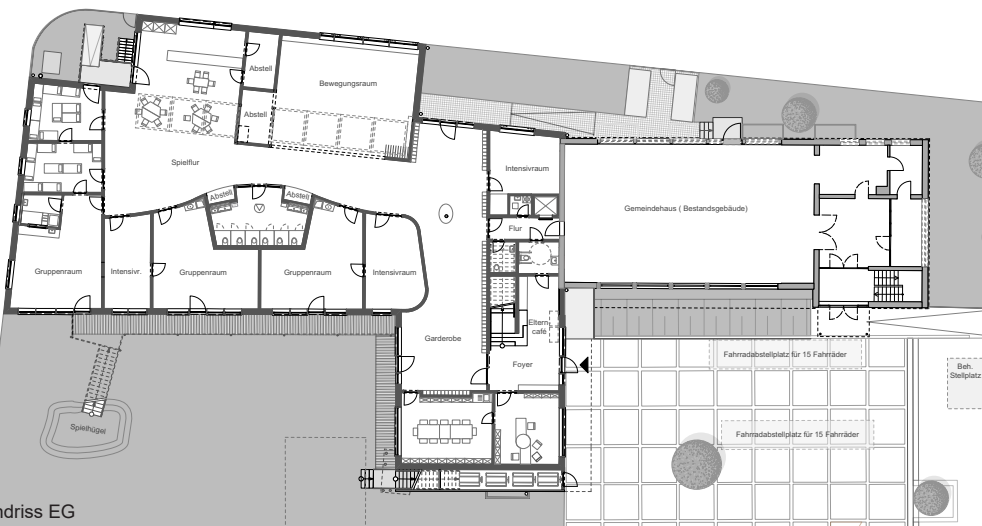 Abstell
Bewegungsraum
Abstell
Spielflur
Intensivraum
Abstell
Abstell
Gemeindehaus ( Bestandsgebäude)
Flur
Gruppenraum
Intensivr.
Gruppenraum
Gruppenraum
Intensivraum
Eltern
café
Garderobe
Foyer
Fahrradabstellplatz für 15 Fahrräder
Beh.
Stellplatz
Spielhügel
Fahrradabstellplatz für 15 Fahrräder
ndriss EG